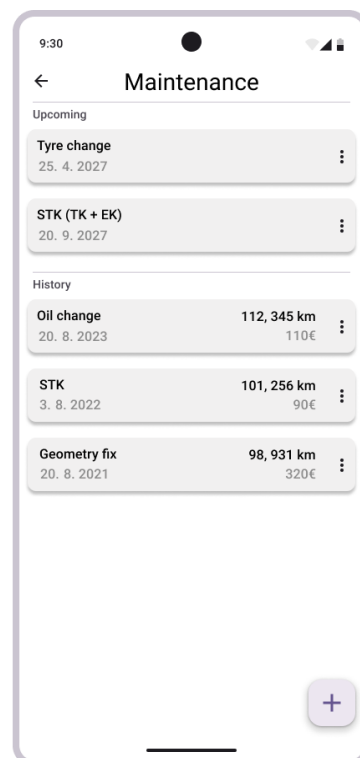 9:30
Maintenance
Upcoming
Tyre change
25. 4. 2027
STK (TK + EK)
20. 9. 2027
History
Oil change 112, 345 km
20. 8. 2023 110€
STK 101, 256 km
3. 8. 2022 90€
Geometry fix 98, 931 km
20. 8. 2021 320€